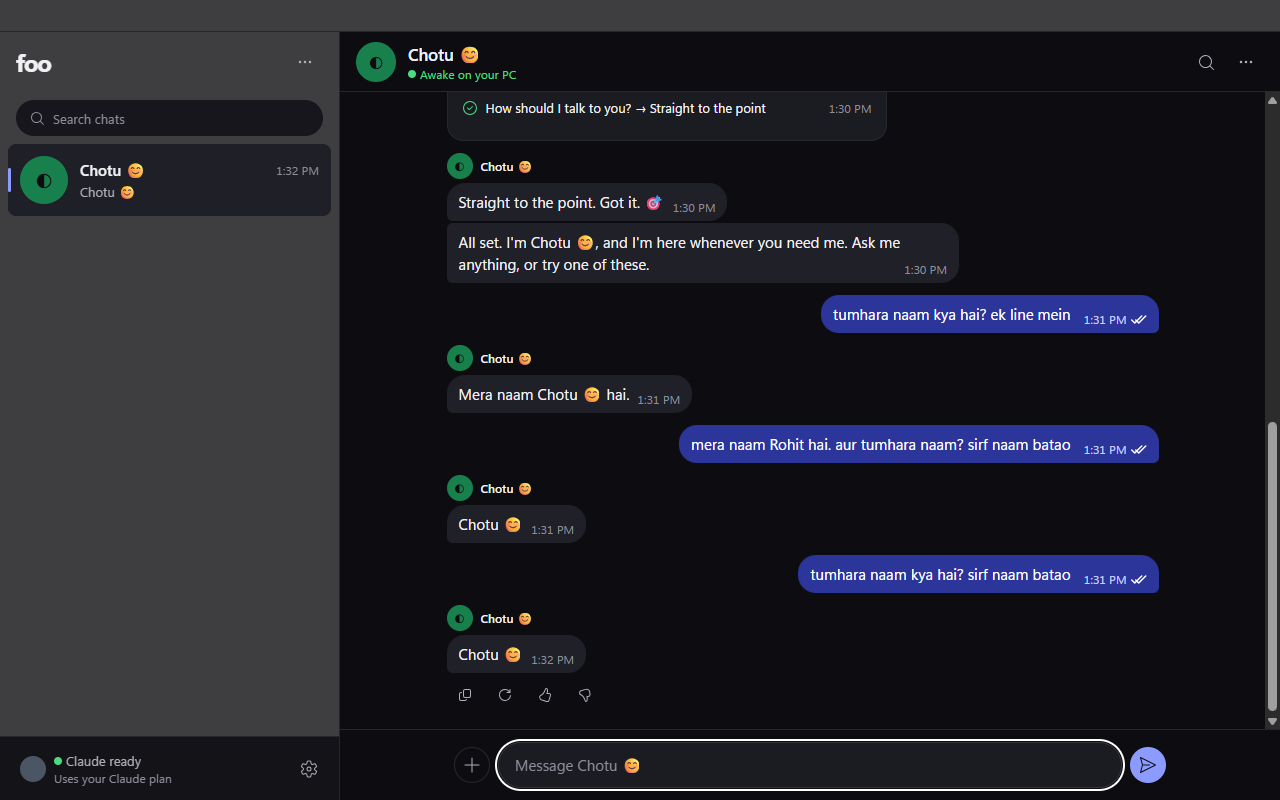 foo
...
Search chats
Chotu 😊
1:32 PM
Chotu 😊
Claude ready
Uses your Claude plan
Chotu 😊
Awake on your PC
How should I talk to you? → Straight to the point 1:30 PM
Chotu 😊
Straight to the point. Got it. 🎯 1:30 PM
All set. I'm Chotu 😊, and I'm here whenever you need me. Ask me
anything, or try one of these. 1:30 PM
tumhara naam kya hai? ek line mein 1:31 PM
Chotu 😊
Mera naam Chotu 😊 hai. 1:31 PM
mera naam Rohit hai. aur tumhara naam? sirf naam batao 1:31 PM
Chotu 😊
Chotu 😊 1:31 PM
tumhara naam kya hai? sirf naam batao 1:31 PM
Chotu 😊
Chotu 😊 1:32 PM
Message Chotu 😊